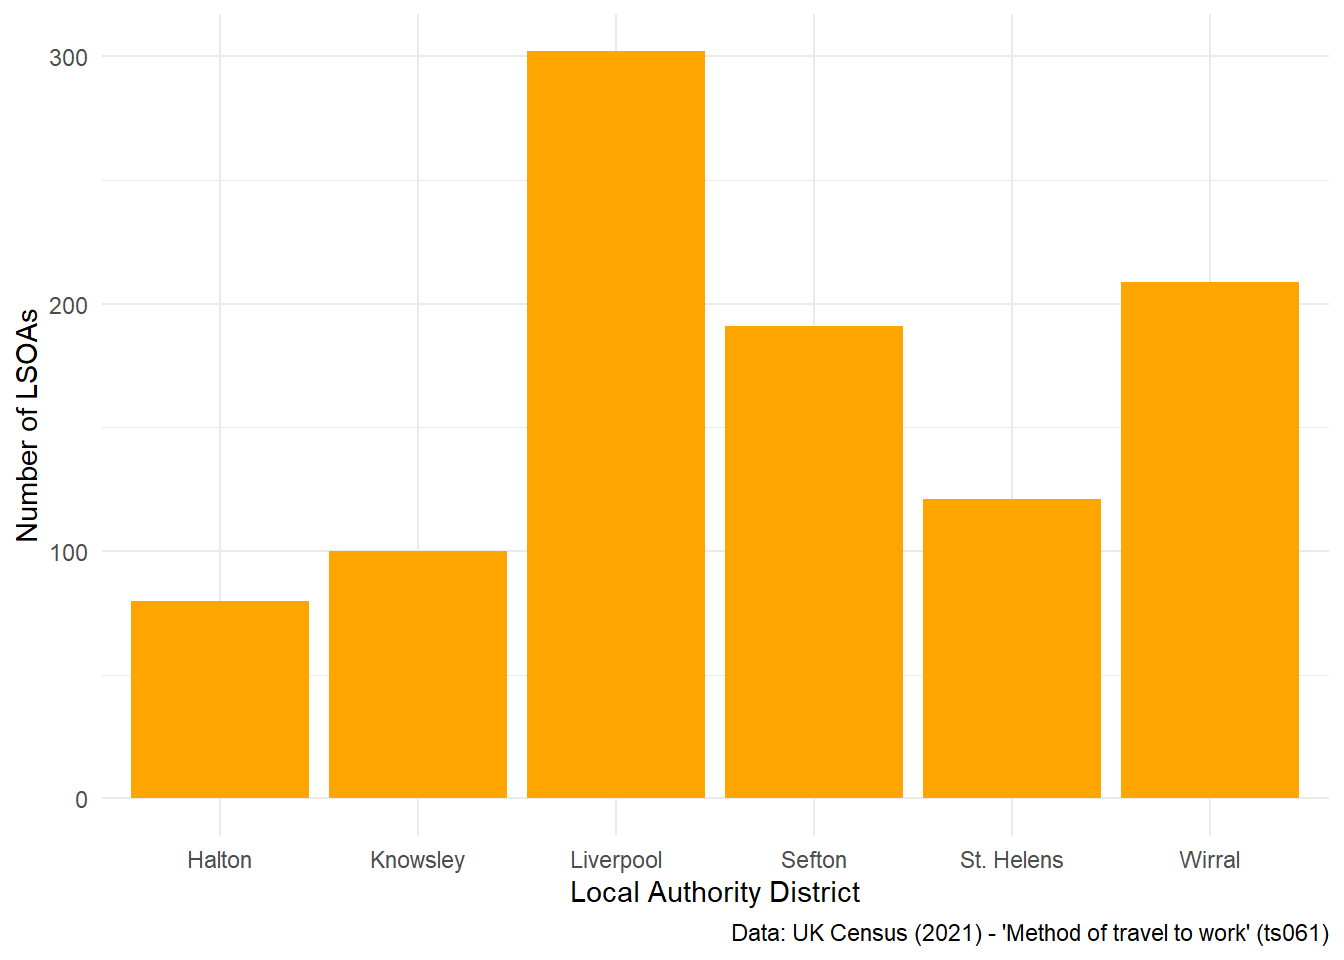 300
200
100
0
Number of LSOAs
Halton Knowsley Liverpool Sefton St. Helens Wirral
Local Authority District
Data: UK Census (2021) - 'Method of travel to work' (ts061)